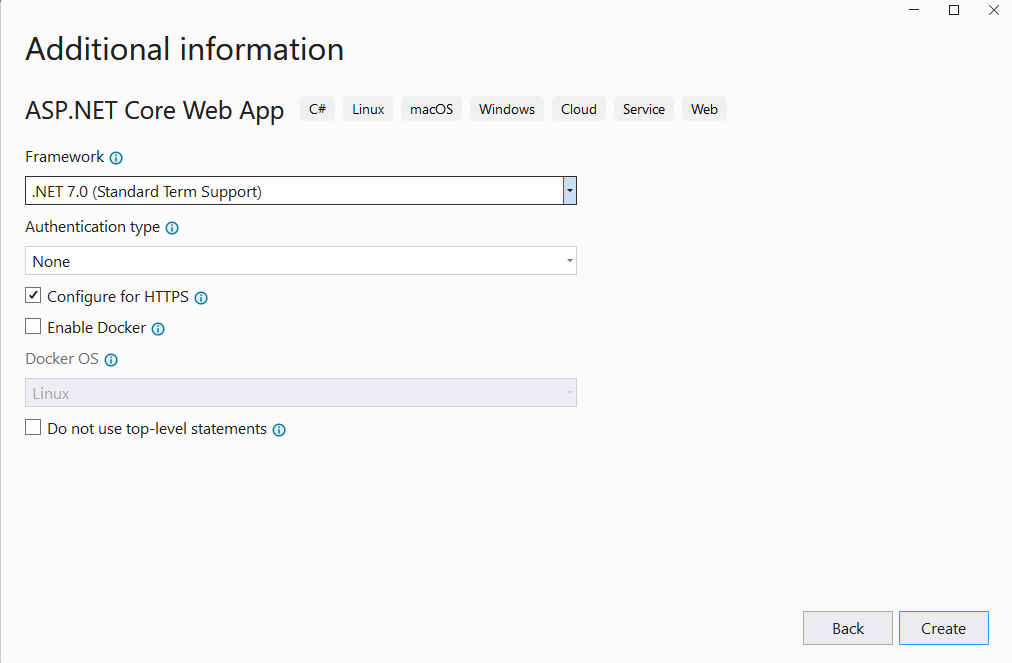 Additional information
ASP.NET Core Web App C# Linux macOS Windows Cloud Service Web
Framework
.NET 7.0 (Standard Term Support)
Authentication type
None
Configure for HTTPS
Enable Docker
Docker OS
Linux
Do not use top-level statements
Back Create